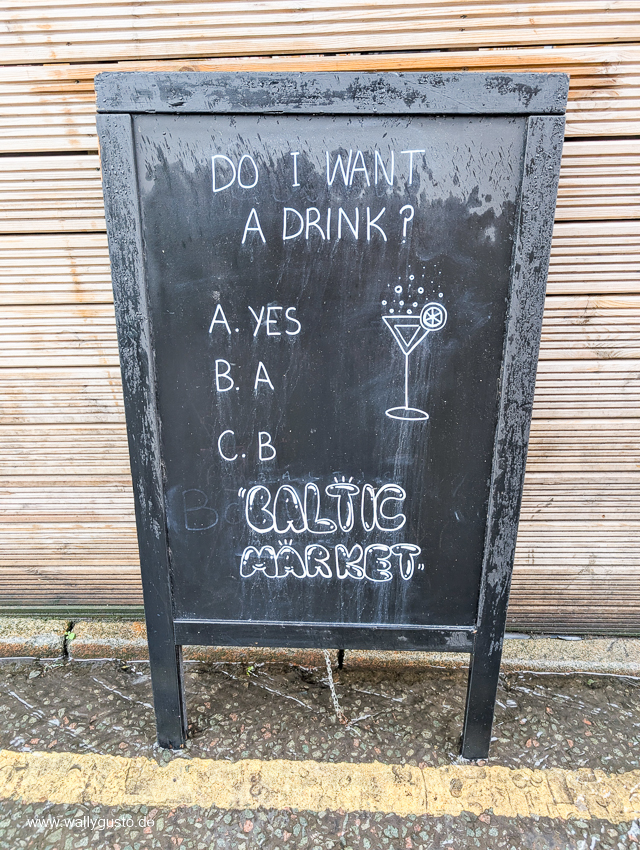 DO I WANT
A DRINK?
A. YES
B. A
C. B
"BALTIC
MARKET"
www.wallygusto.de